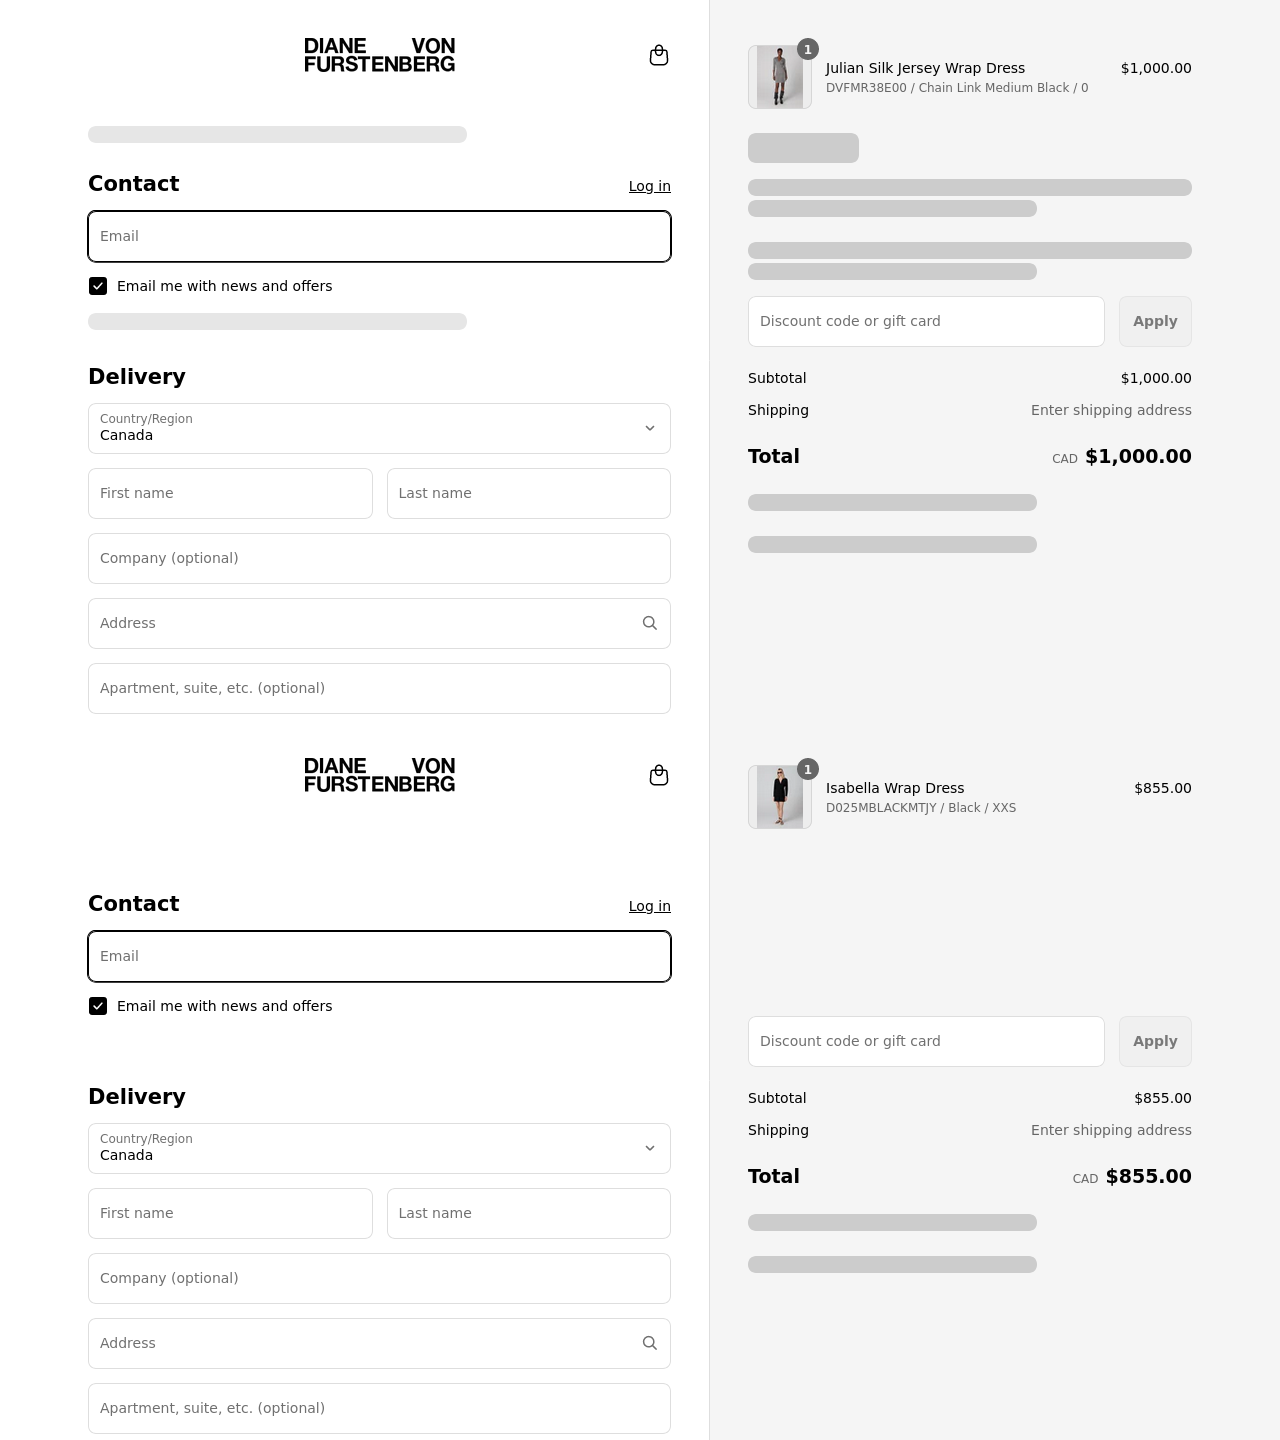 DIANE VON
FURSTENBERG
Contact
Log in
Email
Email me with news and offers
Delivery
Country/Region
Canada
First name
Last name
Company (optional)
Address
Apartment, suite, etc. (optional)
1
Julian Silk Jersey Wrap Dress
$1,000.00
DVFMR38E00 / Chain Link Medium Black / 0
Discount code or gift card
Apply
Subtotal
$1,000.00
Shipping
Enter shipping address
Total
CAD $1,000.00
DIANE VON
FURSTENBERG
Contact
Log in
Email
Email me with news and offers
Delivery
Country/Region
Canada
First name
Last name
Company (optional)
Address
Apartment, suite, etc. (optional)
1
Isabella Wrap Dress
$855.00
D025MBLACKMTJY / Black / XXS
Discount code or gift card
Apply
Subtotal
$855.00
Shipping
Enter shipping address
Total
CAD $855.00